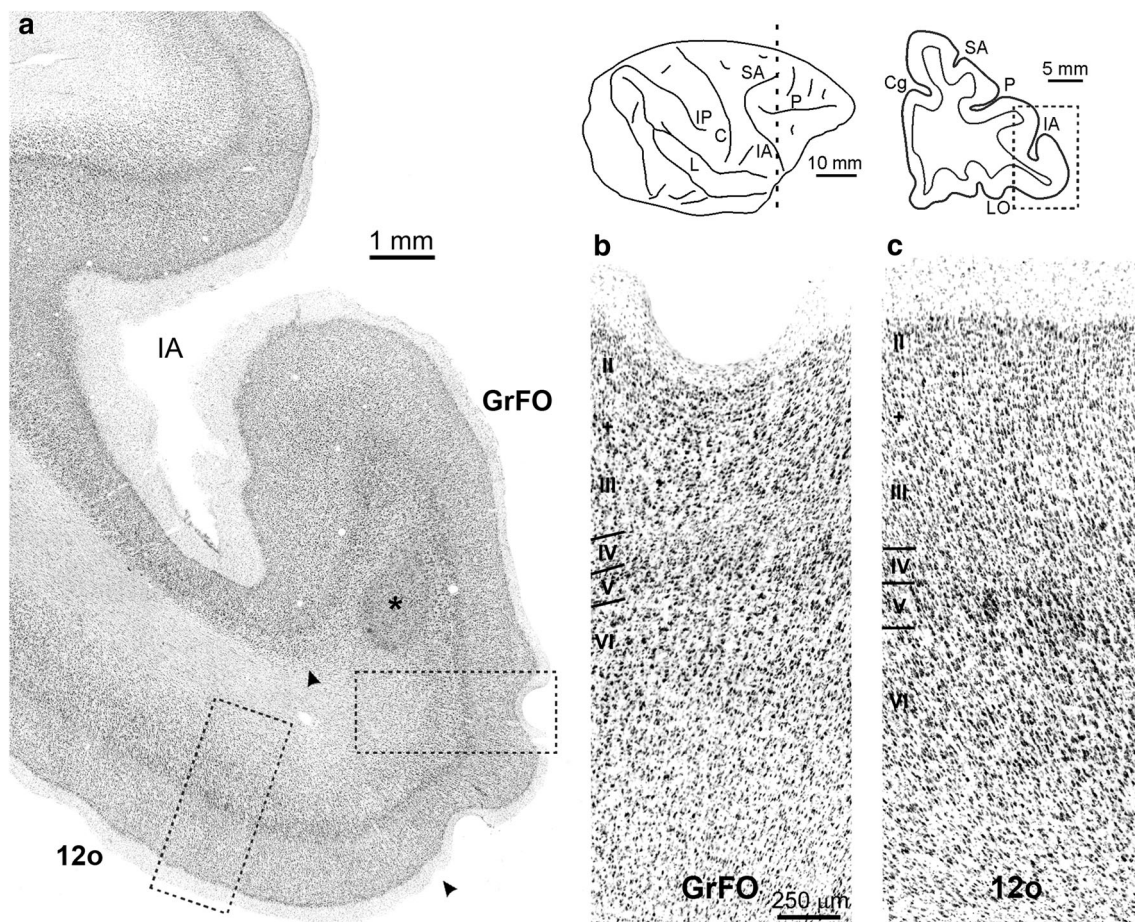 a
1 mm
IA
GrFO
*
12o
SA
P
IP
C
IA
L
10 mm
SA
Cg
P
5 mm
IA
LO
b
II
+
III
IV
V
VI
GrFO
250 µm
c
II
+
III
IV
V
VI
12o